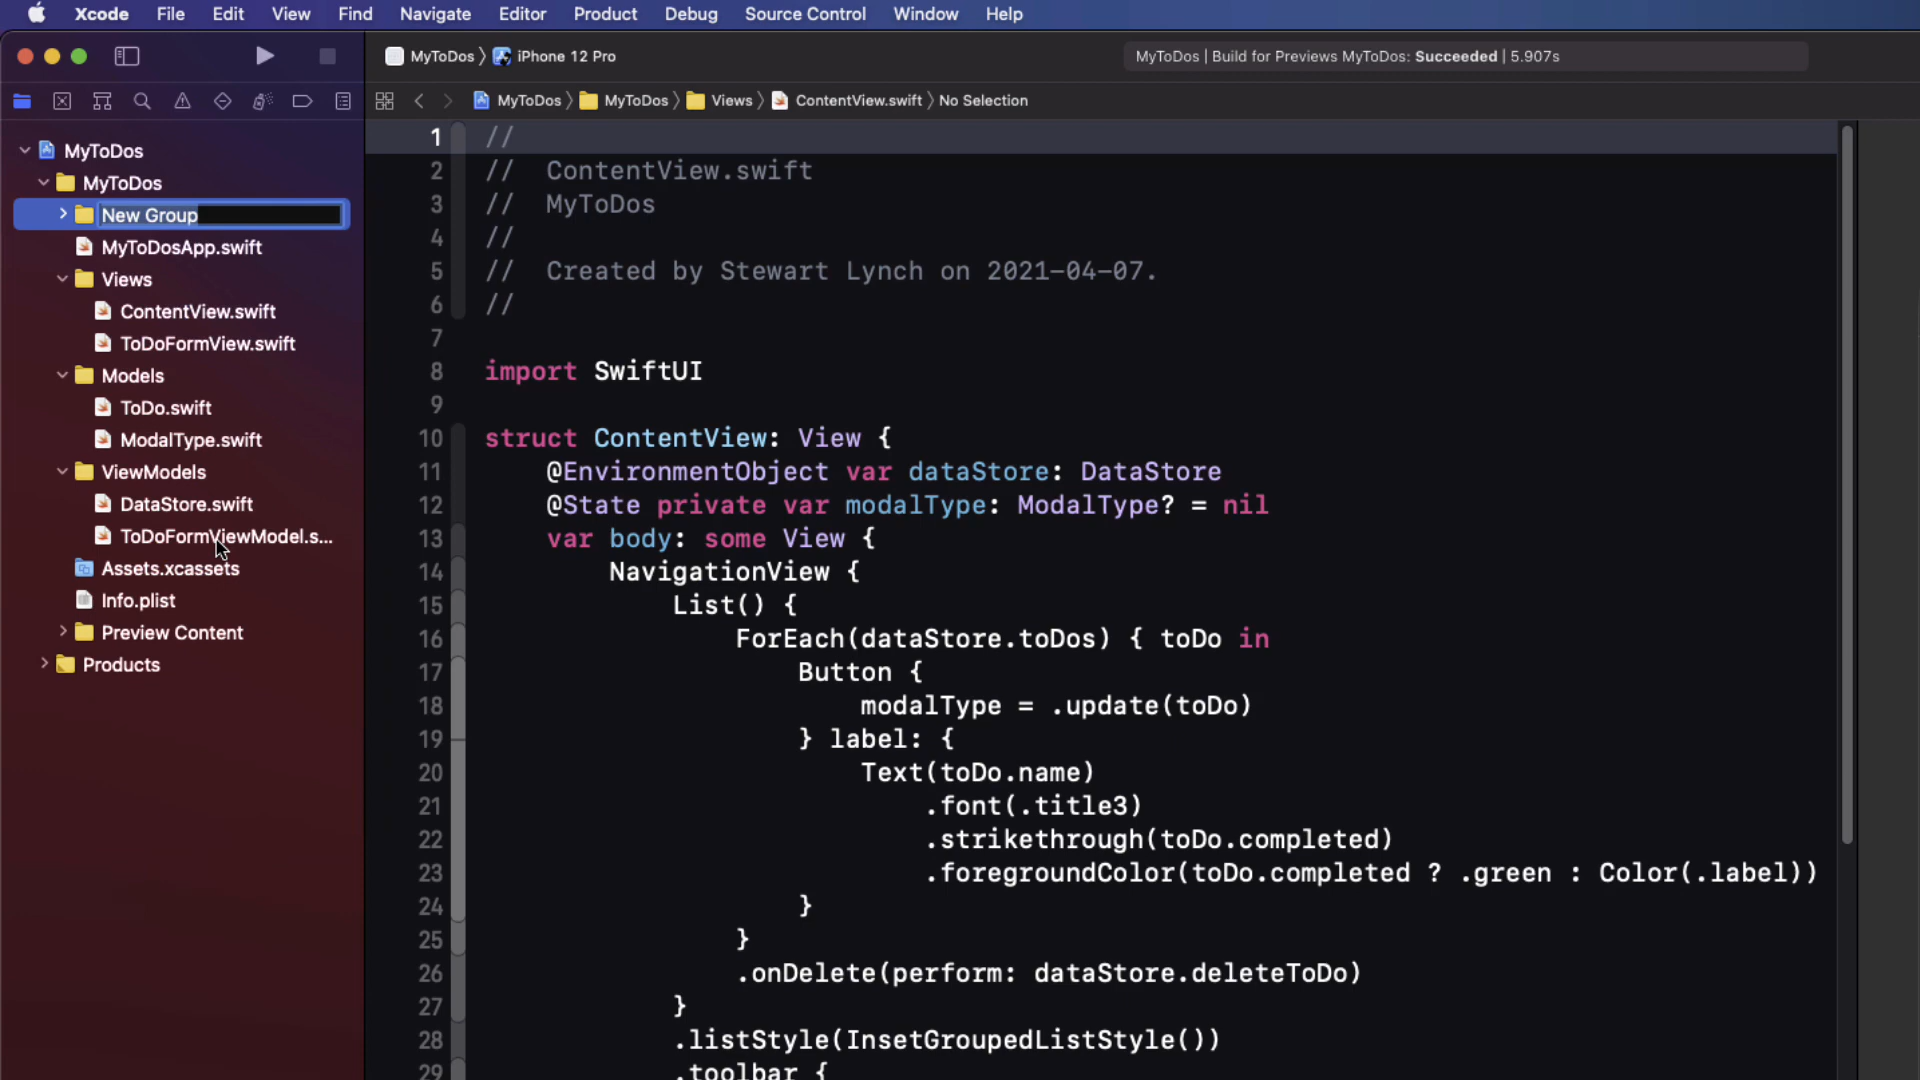 Xcode File Edit View Find Navigate Editor Product Debug Source Control Window Help
MyToDos 〉 iPhone 12 Pro
MyToDos | Build for Previews MyToDos: Succeeded | 5.907s
MyToDos 〉 MyToDos 〉 Views 〉 ContentView.swift 〉 No Selection
MyToDos
MyToDos
New Group
MyToDosApp.swift
Views
ContentView.swift
ToDoFormView.swift
Models
ToDo.swift
ModalType.swift
ViewModels
DataStore.swift
ToDoFormViewModel.s...
Assets.xcassets
Info.plist
Preview Content
Products
1 //
2 // ContentView.swift
3 // MyToDos
4 //
5 // Created by Stewart Lynch on 2021-04-07.
6 //
7
8 import SwiftUI
9
10 struct ContentView: View {
11 @EnvironmentObject var dataStore: DataStore
12 @State private var modalType: ModalType? = nil
13 var body: some View {
14 NavigationView {
15 List() {
16 ForEach(dataStore.toDos) { toDo in
17 Button {
18 modalType = .update(toDo)
19 } label: {
20 Text(toDo.name)
21 .font(.title3)
22 .strikethrough(toDo.completed)
23 .foregroundColor(toDo.completed ? .green : Color(.label))
24 }
25 }
26 .onDelete(perform: dataStore.deleteToDo)
27 }
28 .listStyle(InsetGroupedListStyle())
29 .toolbar {